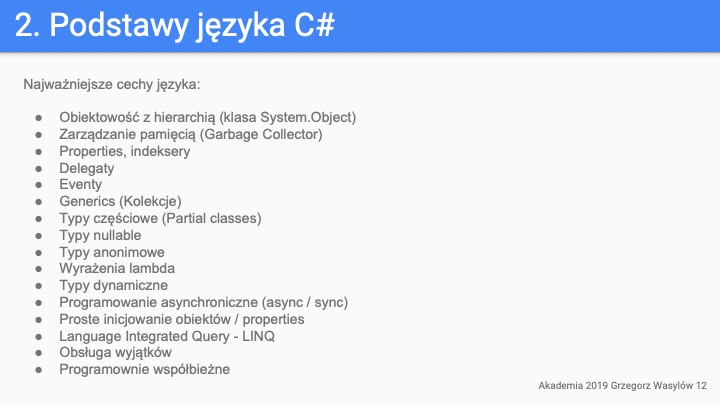 2. Podstawy języka C#
Najważniejsze cechy języka:
● Obiektowość z hierarchią (klasa System.Object)
● Zarządzanie pamięcią (Garbage Collector)
● Properties, indeksery
● Delegaty
● Eventy
● Generics (Kolekcje)
● Typy częściowe (Partial classes)
● Typy nullable
● Typy anonimowe
● Wyrażenia lambda
● Typy dynamiczne
● Programowanie asynchroniczne (async / sync)
● Proste inicjowanie obiektów / properties
● Language Integrated Query - LINQ
● Obsługa wyjątków
● Programownie współbieżne
Akademia 2019 Grzegorz Wasylów 12